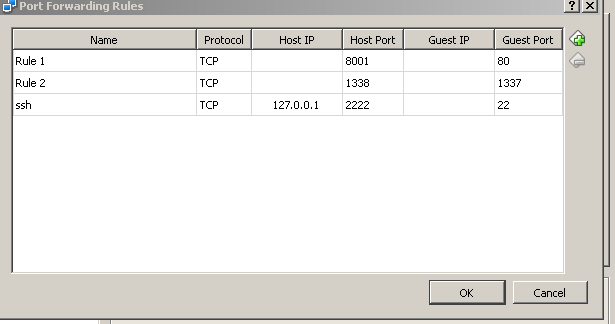 Port Forwarding Rules
Name Protocol Host IP Host Port Guest IP Guest Port
Rule 1 TCP 8001 80
Rule 2 TCP 1338 1337
ssh TCP 127.0.0.1 2222 22
OK Cancel